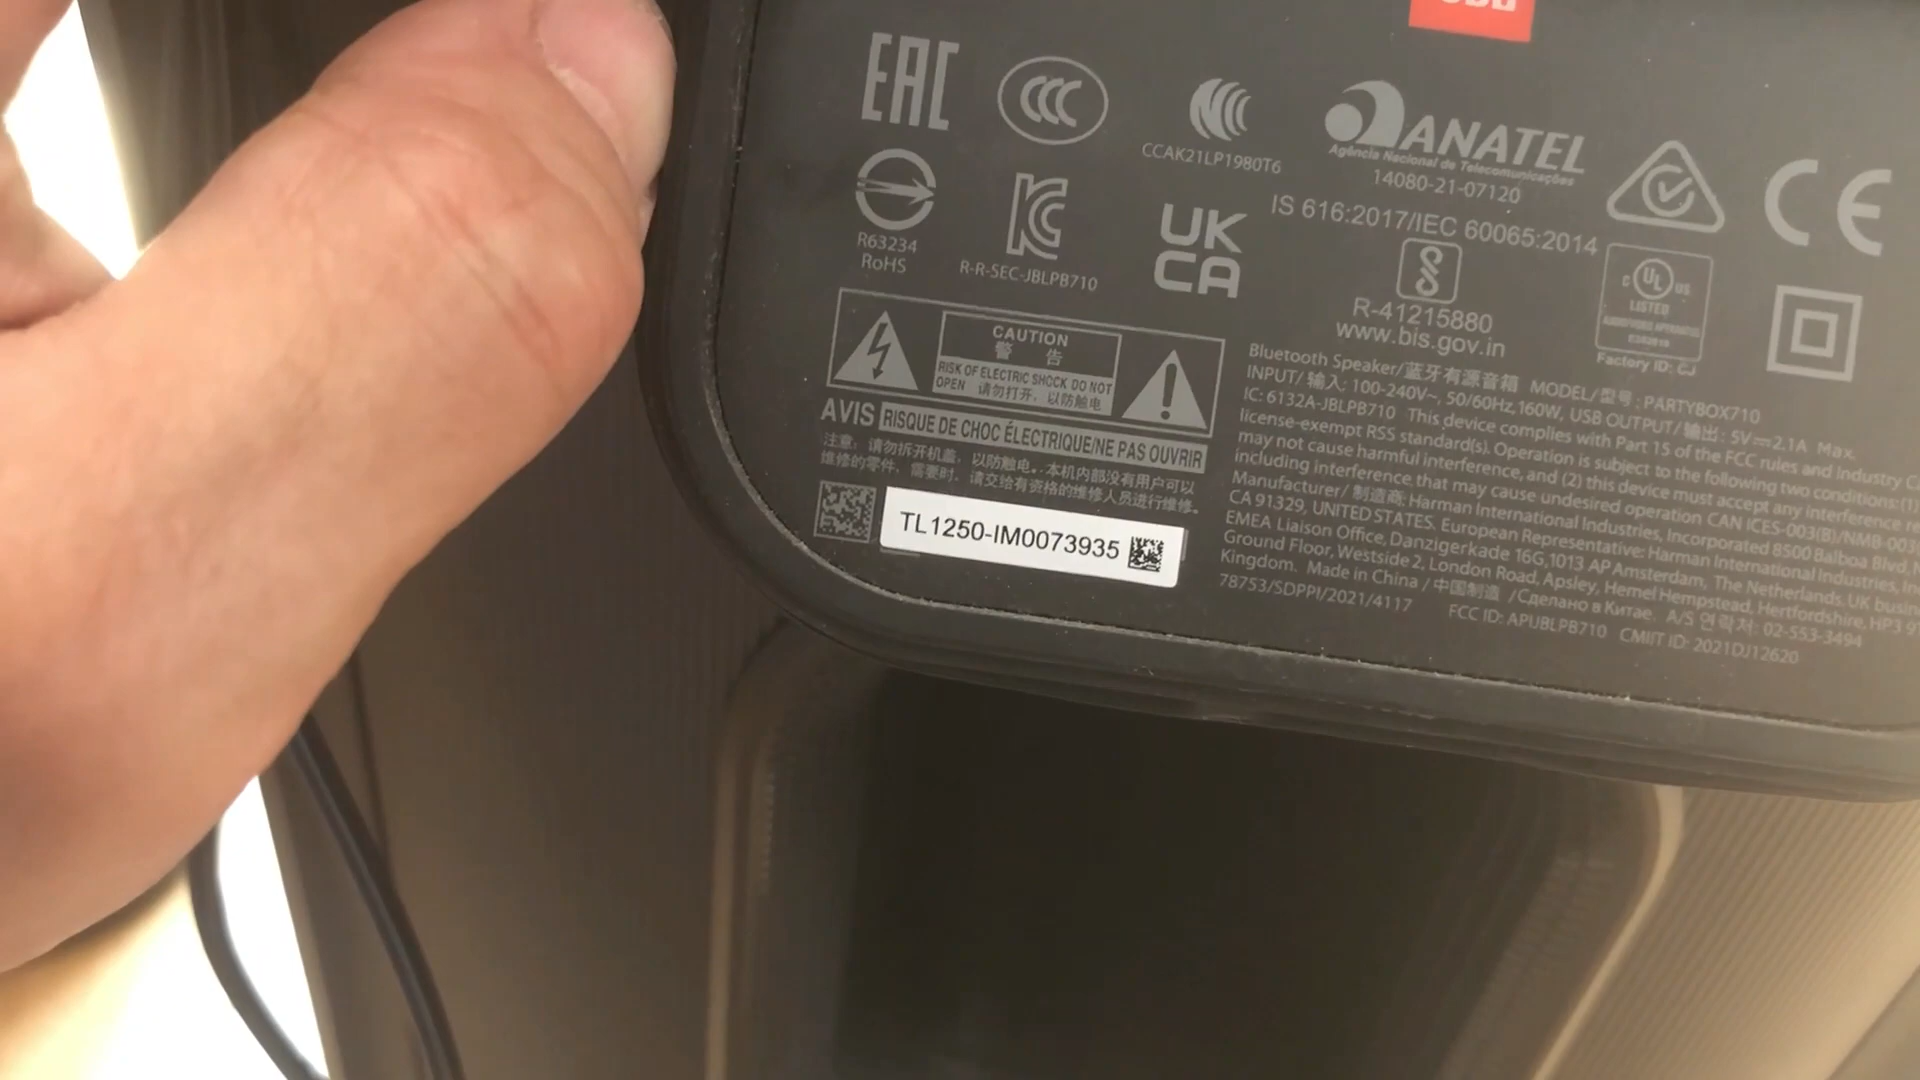 JBL
EAC
CCC
CCAK21LP1980T6
ANATEL
Agência Nacional de Telecomunicações
14080-21-07120
CE
R63234
RoHS
R-R-SEC-JBLPB710
UK
CA
IS 616:2017/IEC 60065:2014
R-41215880
www.bis.gov.in
C UL US
LISTED
Factory ID: CJ
CAUTION
警 告
RISK OF ELECTRIC SHOCK DO NOT
OPEN 请勿打开，以防触电
AVIS RISQUE DE CHOC ÉLECTRIQUE/NE PAS OUVRIR
注意：请勿拆开机盖，以防触电。本机内部没有用户可以
维修的零件，需要时，请交给有资格的维修人员进行维修。
TL1250-IM0073935
Bluetooth Speaker/蓝牙有源音箱 MODEL/型号: PARTYBOX710
INPUT/ 输入: 100-240V~, 50/60Hz, 160W, USB OUTPUT/输出: 5V⎓2.1A Max.
IC: 6132A-JBLPB710 This device complies with Part 15 of the FCC rules and Industry
license-exempt RSS standard(s). Operation is subject to the following two conditions: (1)
may not cause harmful interference, and (2) this device must accept any interference
including interference that may cause undesired operation CAN ICES-003(B)/NMB-003
Manufacturer/ 制造商: Harman International Industries, Incorporated 8500 Balboa Blvd,
CA 91329, UNITED STATES. European Representative: Harman International Industries,
EMEA Liaison Office, Danzigerkade 16G, 1013 AP Amsterdam, The Netherlands. UK
Ground Floor, Westside 2, London Road, Apsley, Hemel Hempstead, Hertfordshire, HP3
Kingdom. Made in China / 中国制造 /Сделано в Китае. A/S 연락처: 02-553-3494
78753/SDPPI/2021/4117 FCC ID: APIJBLPB710 CMIIT ID: 2021DJ12620